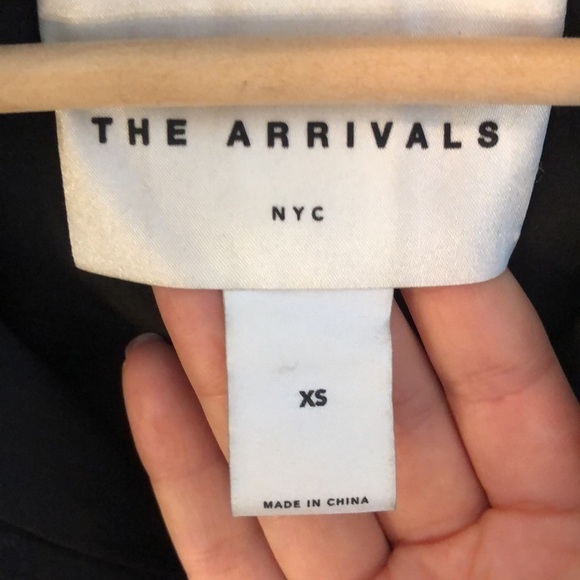 THE ARRIVALS
NYC
XS
MADE IN CHINA